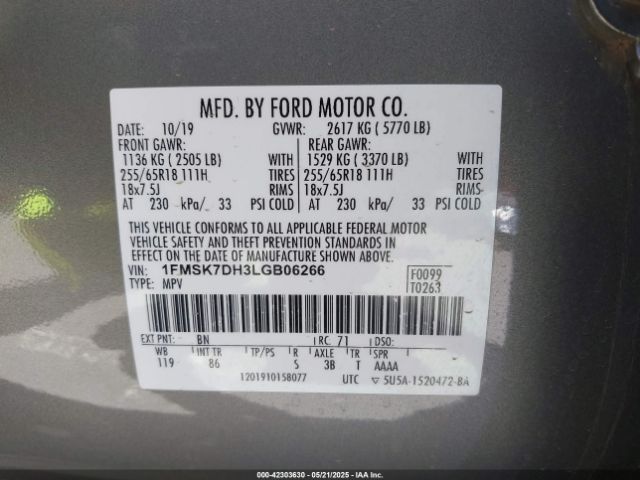 MFD. BY FORD MOTOR CO.
DATE: 10/19 GVWR: 2617 KG ( 5770 LB)
FRONT GAWR: REAR GAWR:
1136 KG ( 2505 LB) WITH 1529 KG ( 3370 LB) WITH
255/65R18 111H TIRES 255/65R18 111H TIRES
18x7.5J RIMS 18x7.5J RIMS
AT 230 kPa/ 33 PSI COLD AT 230 kPa/ 33 PSI COLD
THIS VEHICLE CONFORMS TO ALL APPLICABLE FEDERAL MOTOR
VEHICLE SAFETY AND THEFT PREVENTION STANDARDS IN
EFFECT ON THE DATE OF MANUFACTURE SHOWN ABOVE.
VIN: 1FMSK7DH3LGB06266 F0099
TYPE: MPV T0263
EXT PNT: BN RC: 71 DSO:
WB INT TR TP/PS R AXLE TR SPR
119 86 S 3B T AAAA
1201910158077 UTC ▽ 5U5A-1520472-BA
000-42303630 - 05/21/2025 - IAAI.COM